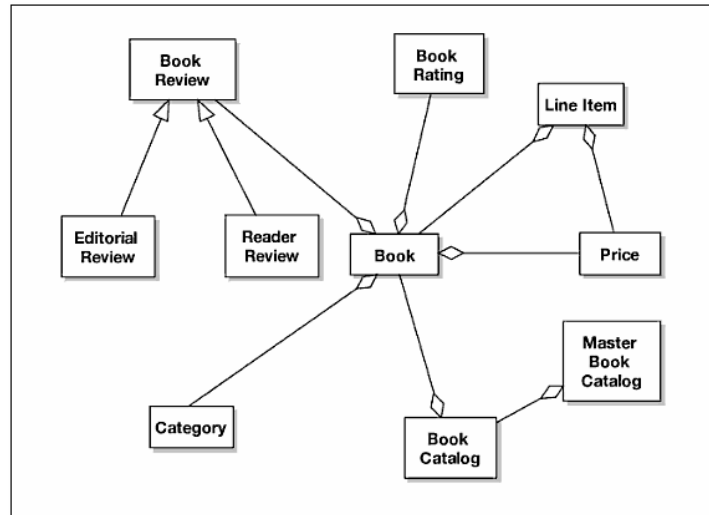 Book
Review
Book
Rating
Line Item
Editorial
Review
Reader
Review
Book
Price
Master
Book
Catalog
Category
Book
Catalog